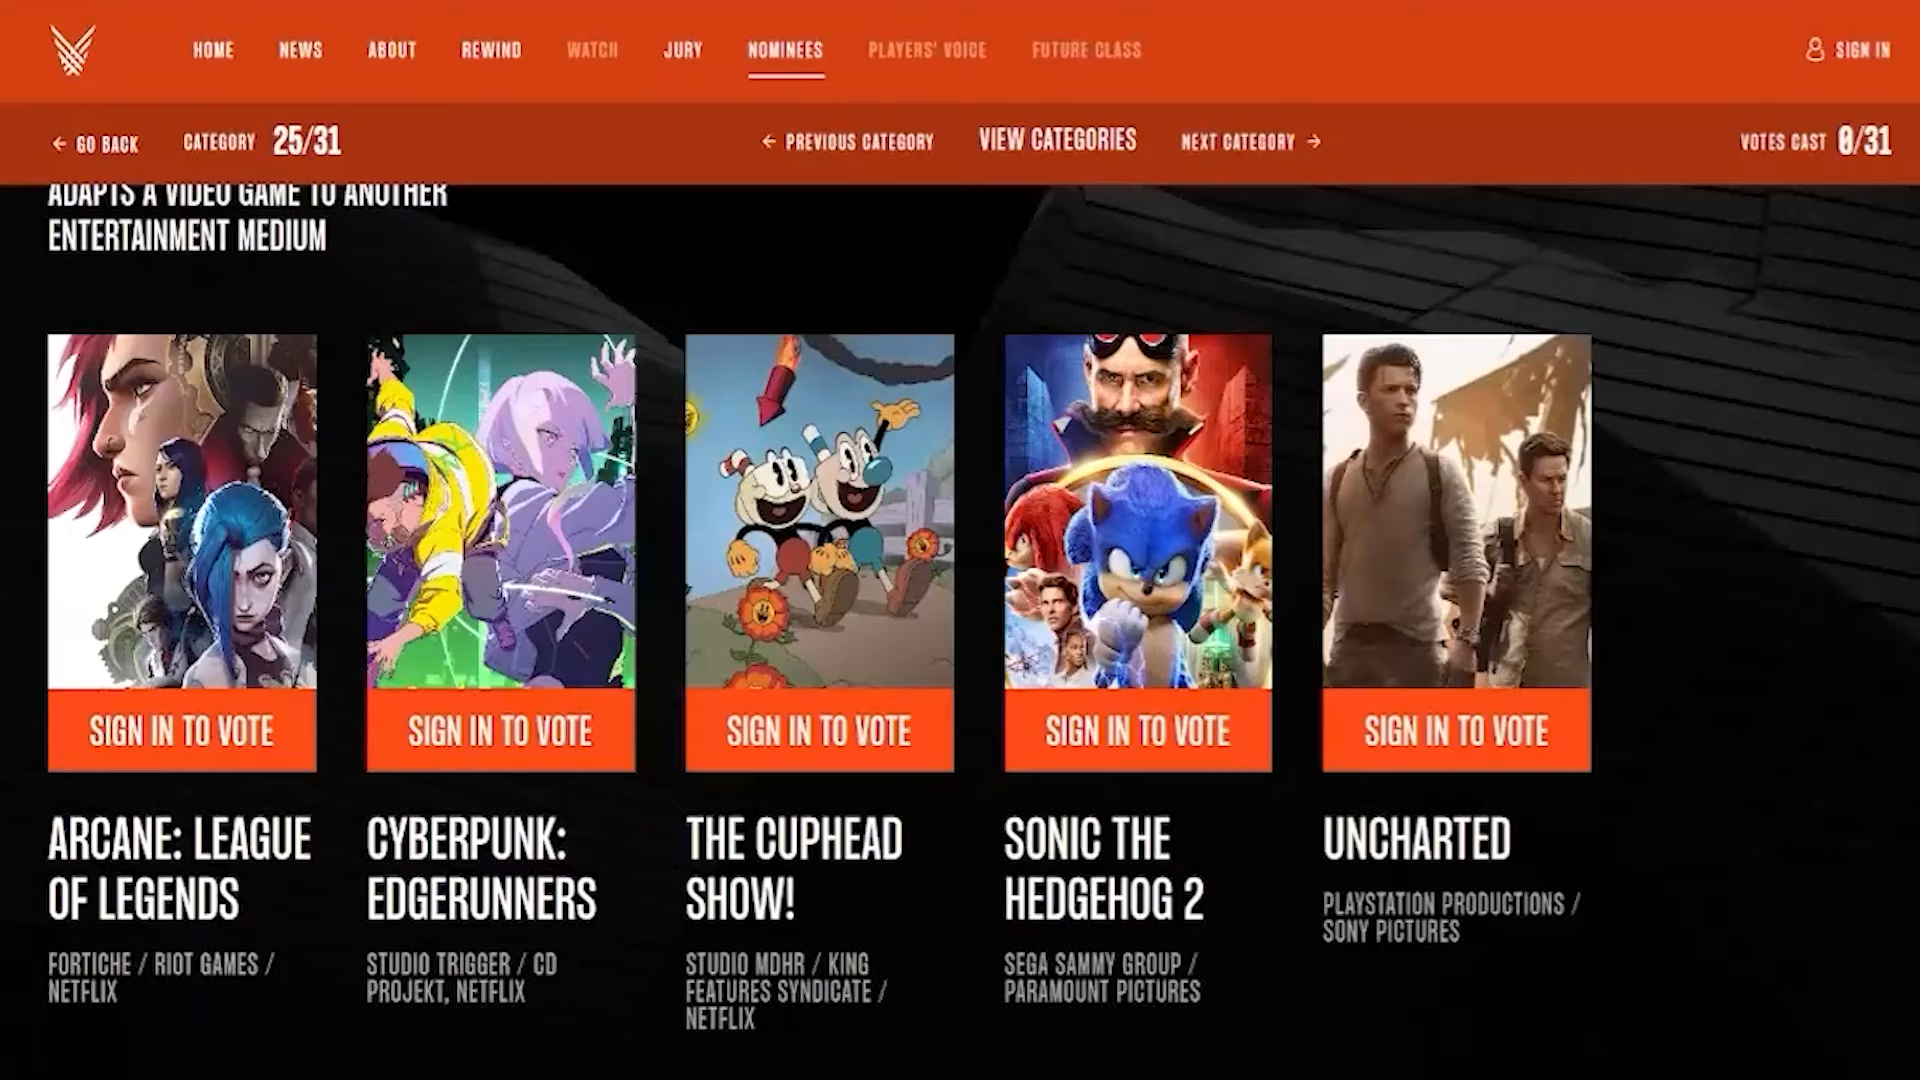 HOME NEWS ABOUT REWIND WATCH JURY NOMINEES PLAYERS' VOICE FUTURE CLASS SIGN IN
← GO BACK CATEGORY 25/31 ← PREVIOUS CATEGORY VIEW CATEGORIES NEXT CATEGORY → VOTES CAST 0/31
ADAPTS A VIDEO GAME TO ANOTHER
ENTERTAINMENT MEDIUM
SIGN IN TO VOTE SIGN IN TO VOTE SIGN IN TO VOTE SIGN IN TO VOTE SIGN IN TO VOTE
ARCANE: LEAGUE
OF LEGENDS
FORTICHE / RIOT GAMES /
NETFLIX
CYBERPUNK:
EDGERUNNERS
STUDIO TRIGGER / CD
PROJEKT, NETFLIX
THE CUPHEAD
SHOW!
STUDIO MDHR / KING
FEATURES SYNDICATE /
NETFLIX
SONIC THE
HEDGEHOG 2
SEGA SAMMY GROUP /
PARAMOUNT PICTURES
UNCHARTED
PLAYSTATION PRODUCTIONS /
SONY PICTURES